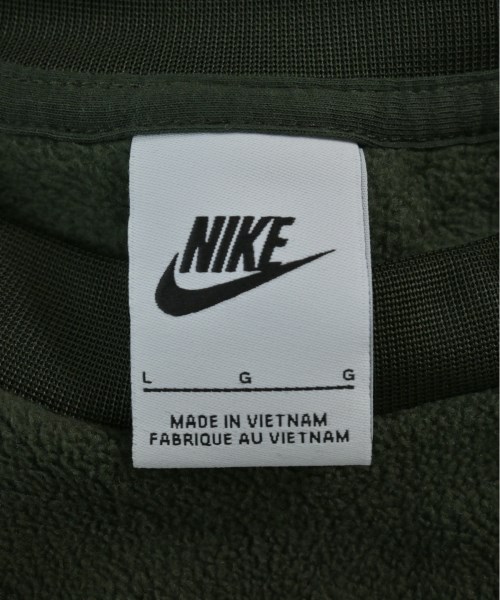 NIKE
L G G
MADE IN VIETNAM
FABRIQUE AU VIETNAM